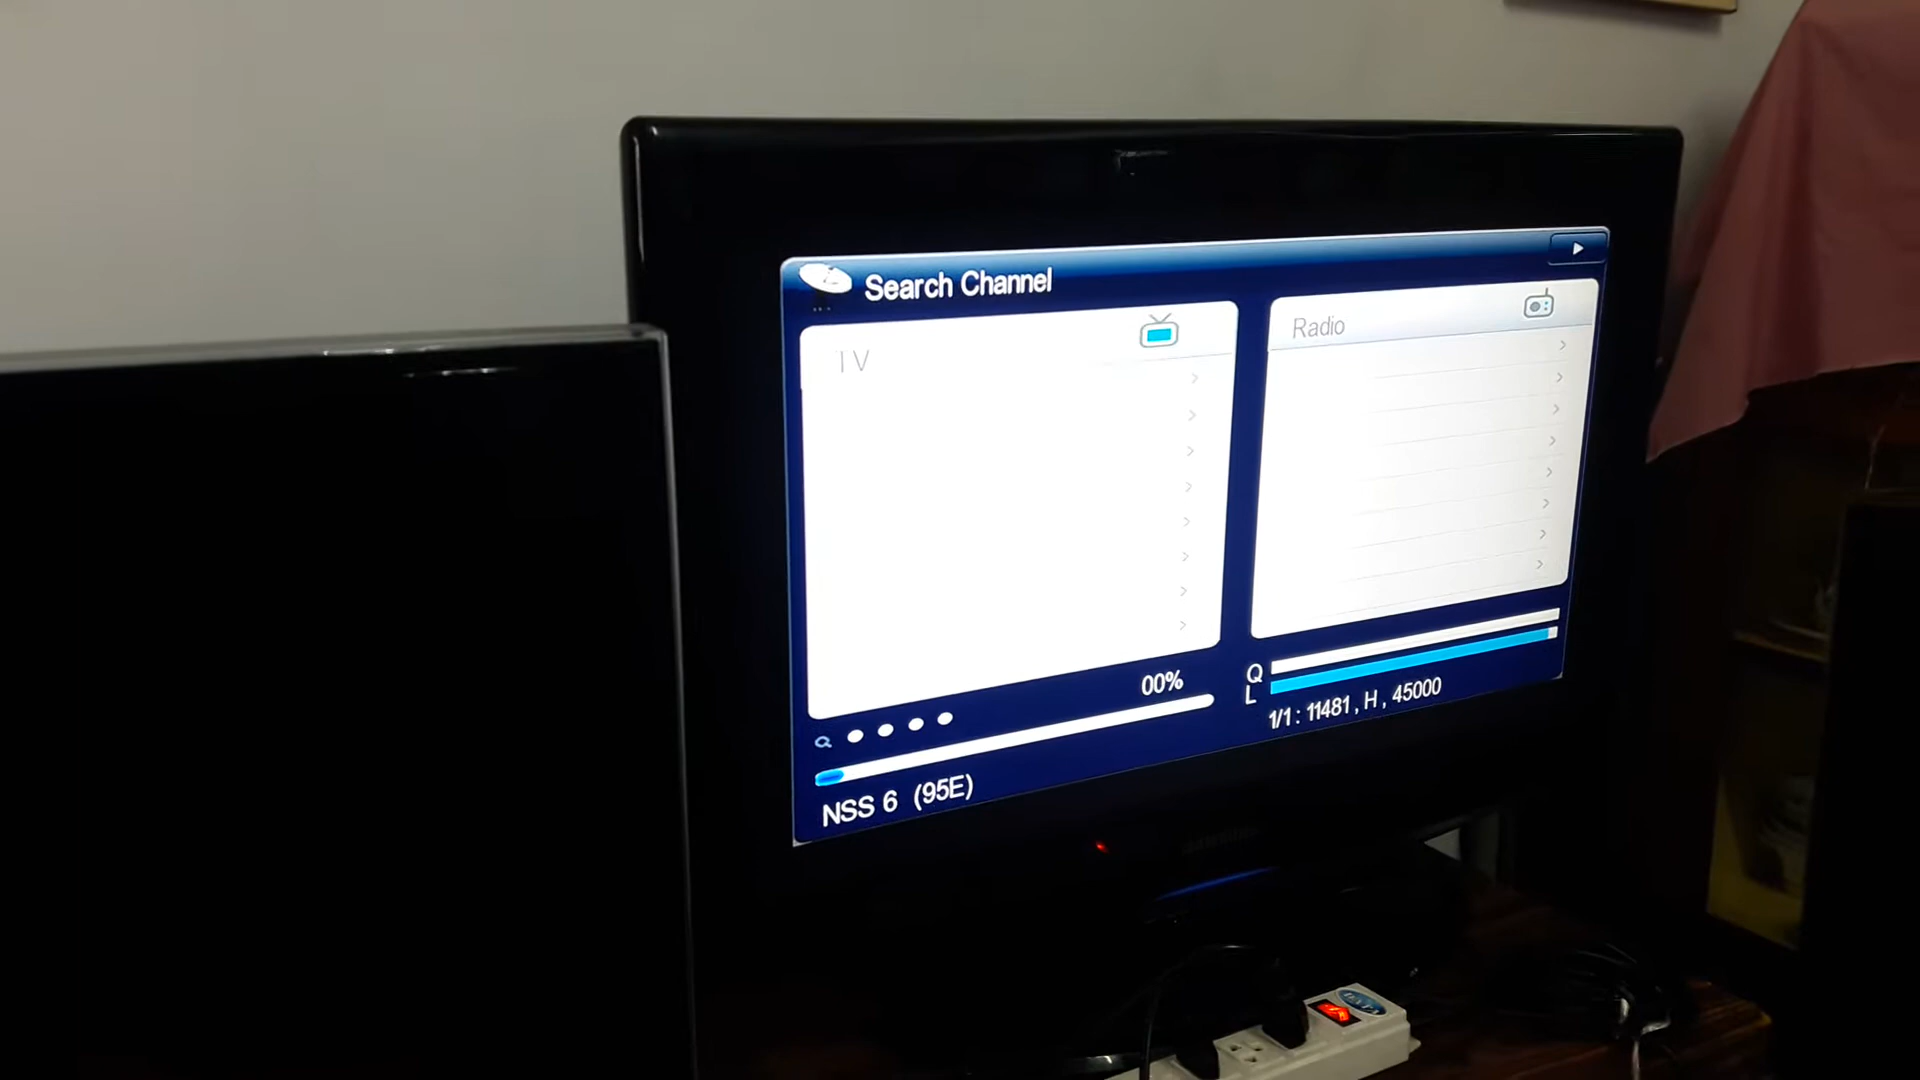 Search Channel
TV
Radio
00%
Q
L
1/1 : 11481 , H , 45000
NSS 6 (95E)